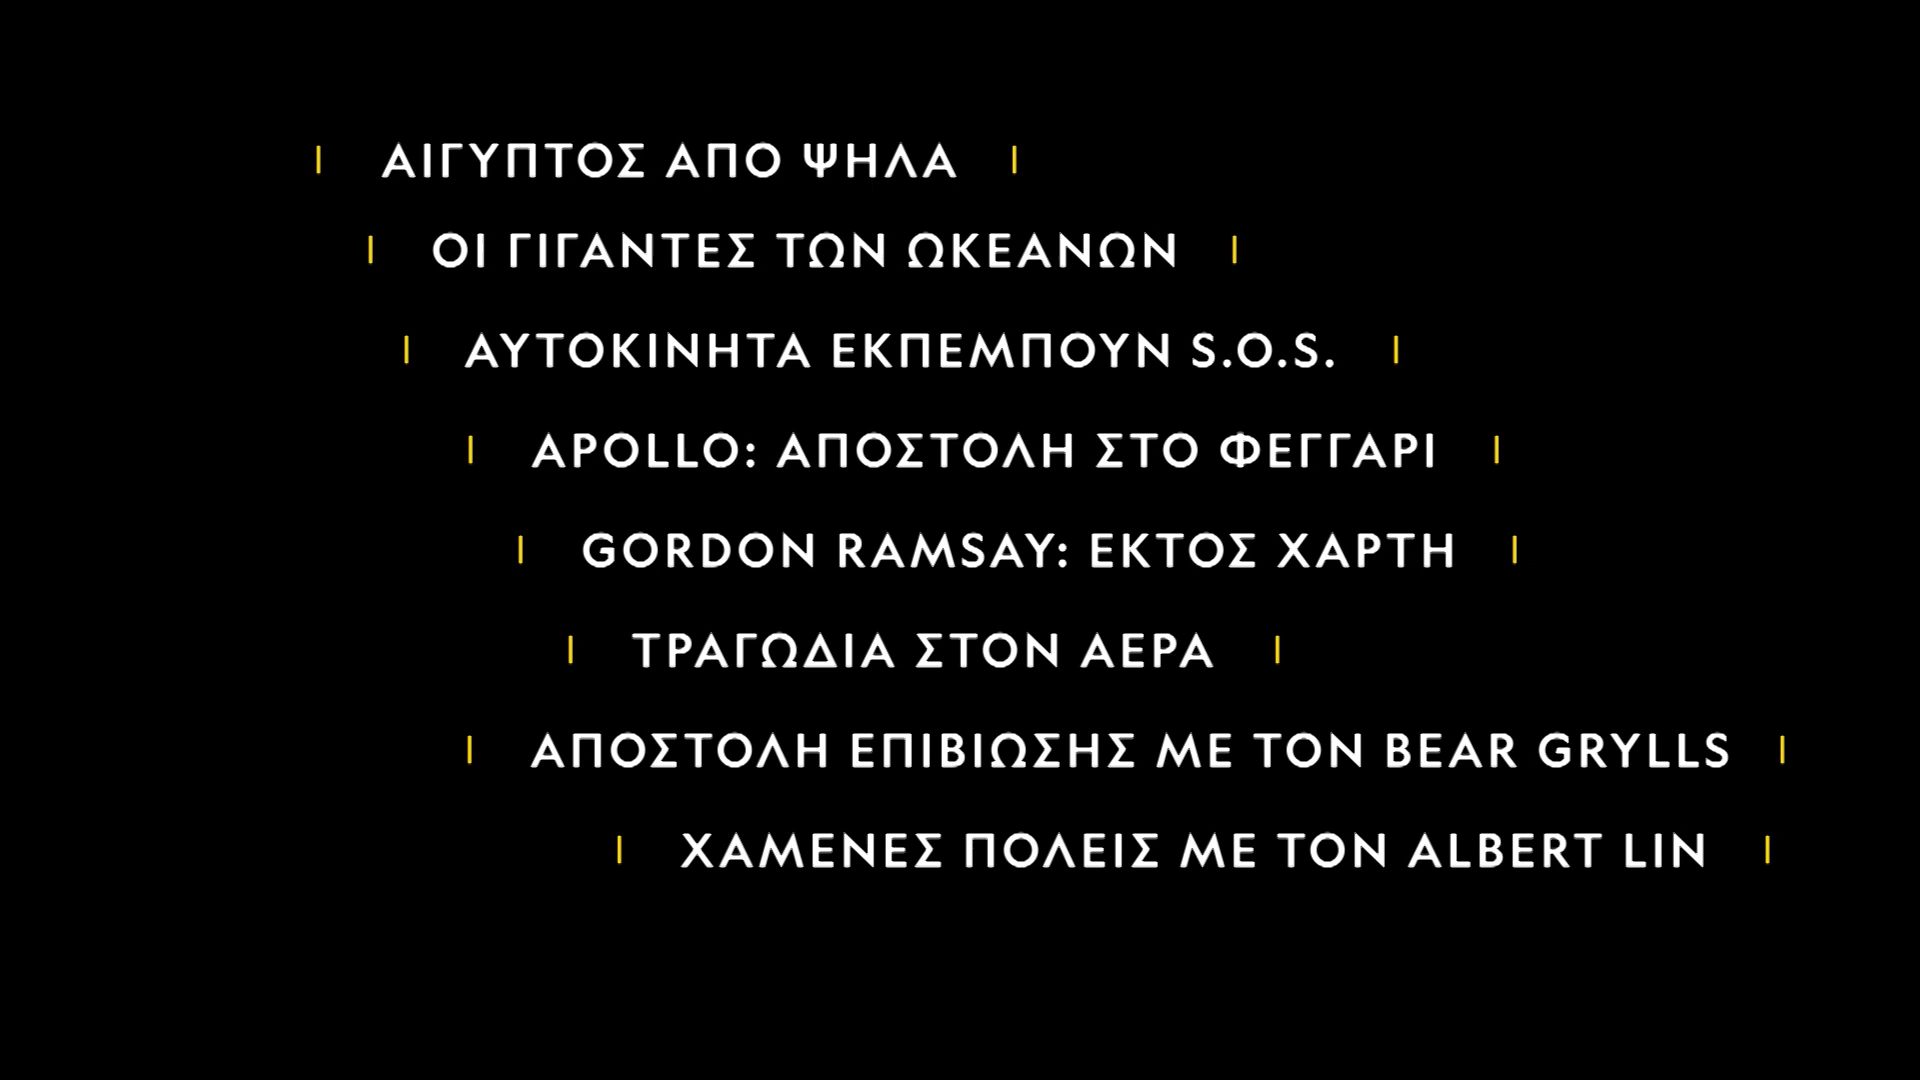 ΑΙΓΥΠΤΟΣ ΑΠΟ ΨΗΛΑ
ΟΙ ΓΙΓΑΝΤΕΣ ΤΩΝ ΩΚΕΑΝΩΝ
ΑΥΤΟΚΙΝΗΤΑ ΕΚΠΕΜΠΟΥΝ S.O.S.
APOLLO: ΑΠΟΣΤΟΛΗ ΣΤΟ ΦΕΓΓΑΡΙ
GORDON RAMSAY: ΕΚΤΟΣ ΧΑΡΤΗ
ΤΡΑΓΩΔΙΑ ΣΤΟΝ ΑΕΡΑ
ΑΠΟΣΤΟΛΗ ΕΠΙΒΙΩΣΗΣ ΜΕ ΤΟΝ BEAR GRYLLS
ΧΑΜΕΝΕΣ ΠΟΛΕΙΣ ΜΕ ΤΟΝ ALBERT LIN